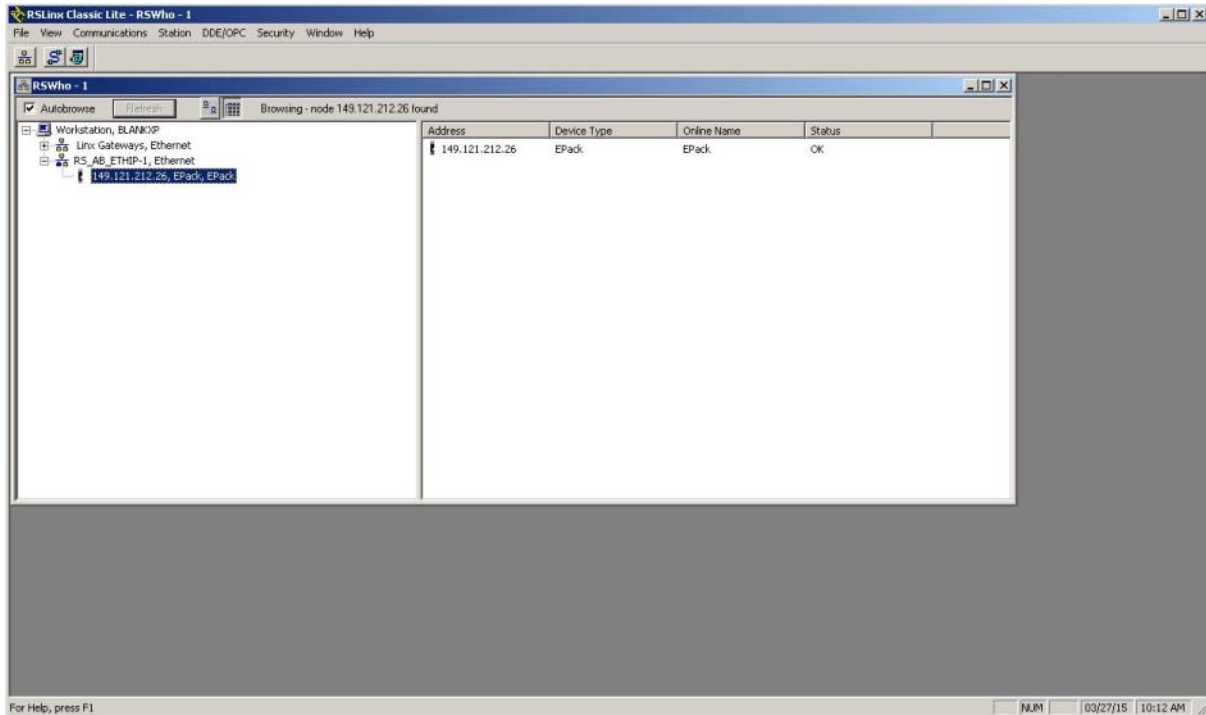 RSLinx Classic Lite - RSWho - 1
File View Communications Station DDE/OPC Security Window Help
RSWho - 1
Autobrowse Refresh Browsing - node 149.121.212.26 found
Workstation, BLANKXP
Linx Gateways, Ethernet
RS_AB_ETHIP-1, Ethernet
149.121.212.26, EPack, EPack
Address Device Type Online Name Status
149.121.212.26 EPack EPack OK
For Help, press F1 NUM 03/27/15 10:12 AM